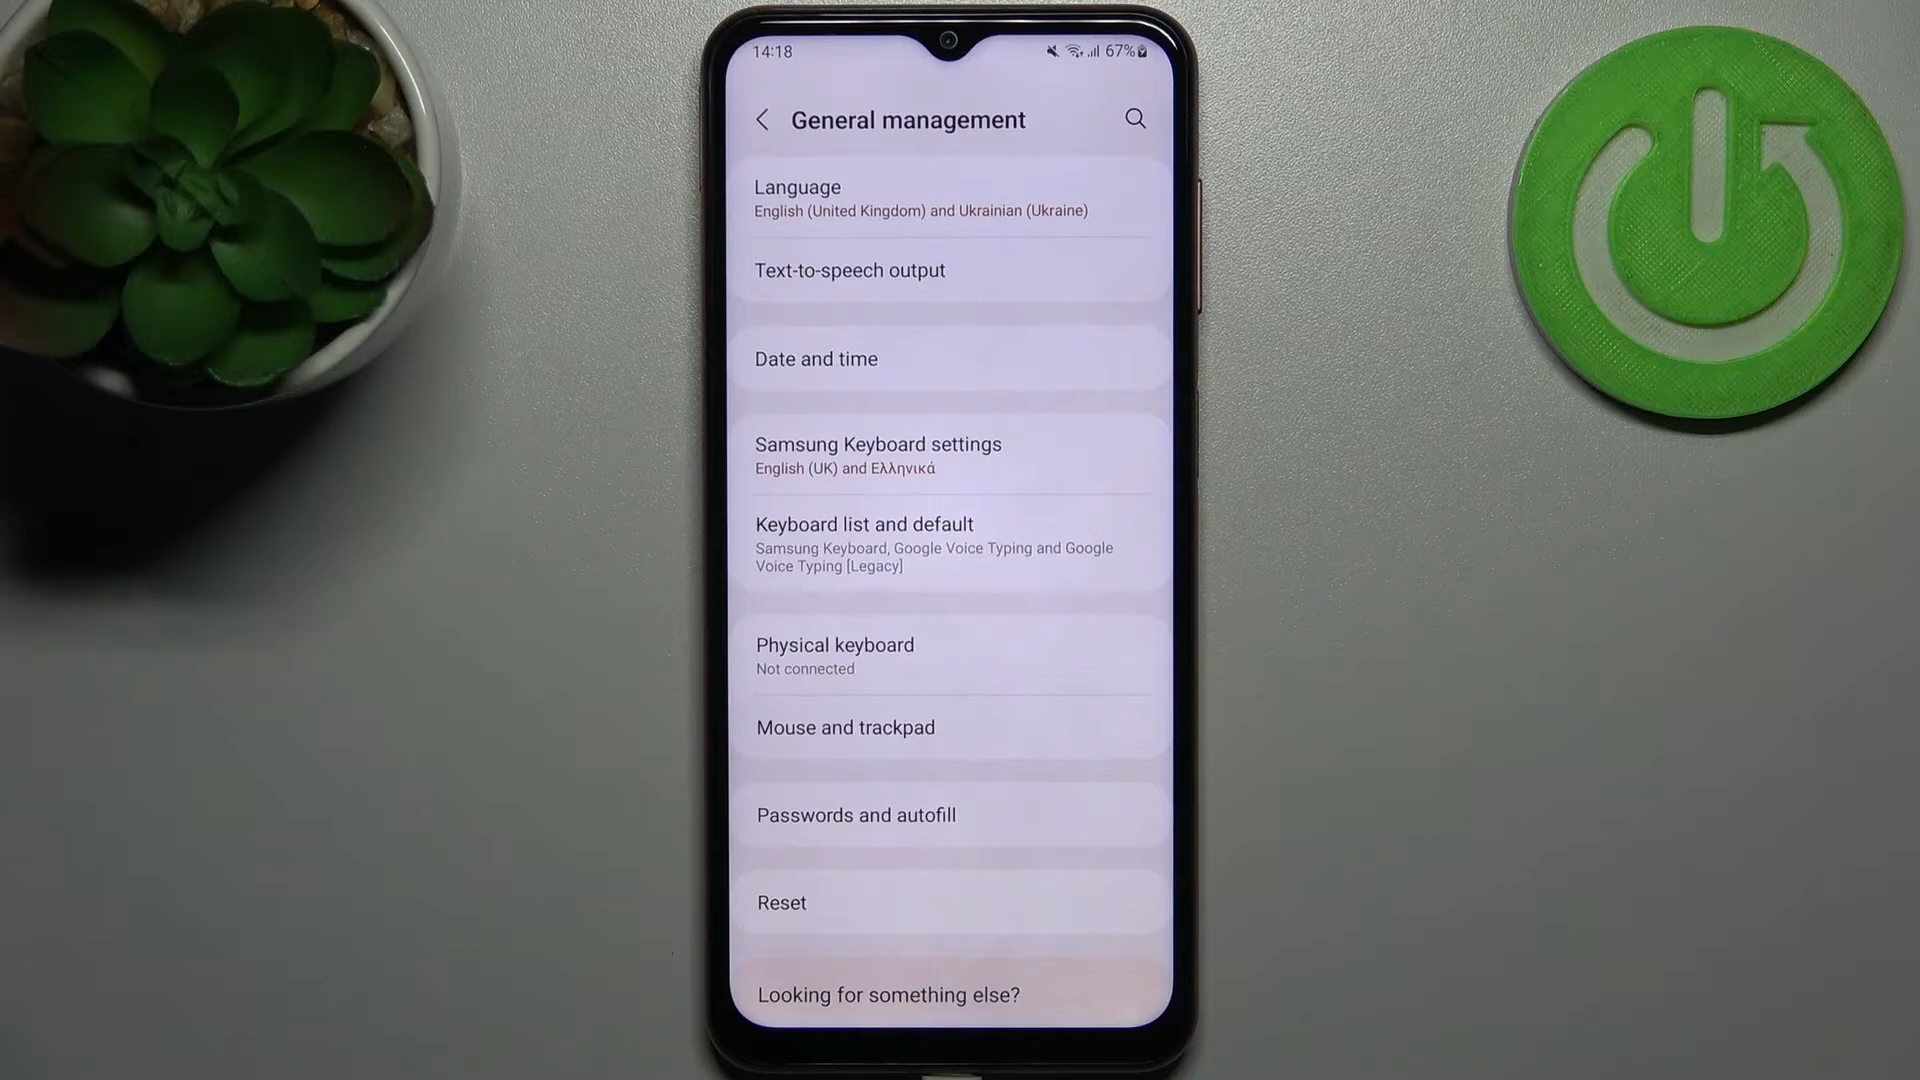 14:18
67%
General management
Language
English (United Kingdom) and Ukrainian (Ukraine)
Text-to-speech output
Date and time
Samsung Keyboard settings
English (UK) and Ελληνικά
Keyboard list and default
Samsung Keyboard, Google Voice Typing and Google
Voice Typing [Legacy]
Physical keyboard
Not connected
Mouse and trackpad
Passwords and autofill
Reset
Looking for something else?